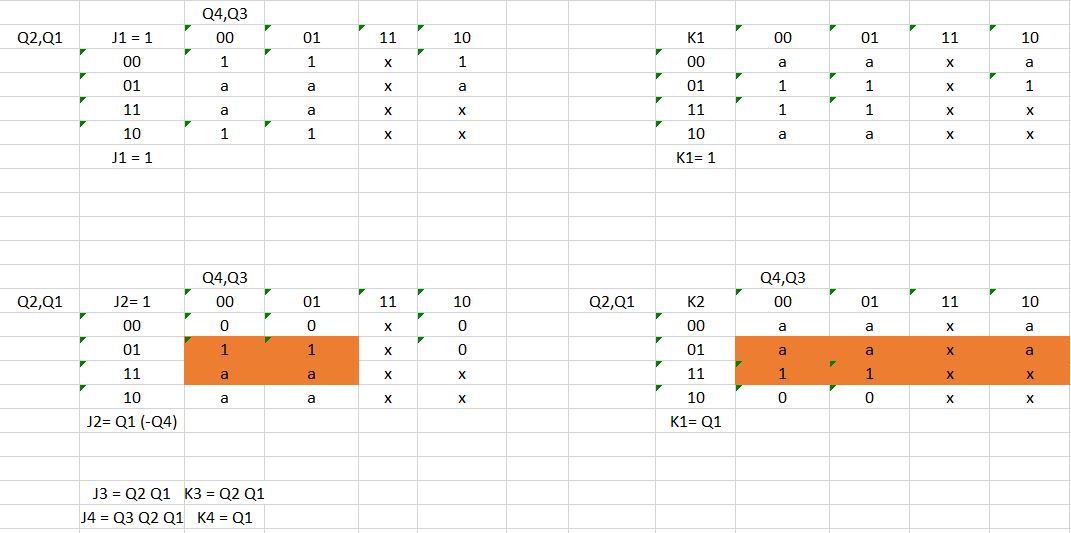 Q4,Q3
Q2,Q1 J1 = 1 00 01 11 10 K1 00 01 11 10
00 1 1 x 1 00 a a x a
01 a a x a 01 1 1 x 1
11 a a x x 11 1 1 x x
10 1 1 x x 10 a a x x
J1 = 1 K1= 1
Q4,Q3 Q4,Q3
Q2,Q1 J2= 1 00 01 11 10 Q2,Q1 K2 00 01 11 10
00 0 0 x 0 00 a a x a
01 1 1 x 0 01 a a x a
11 a a x x 11 1 1 x x
10 a a x x 10 0 0 x x
J2= Q1 (-Q4) K1= Q1
J3 = Q2 Q1 K3 = Q2 Q1
J4 = Q3 Q2 Q1 K4 = Q1